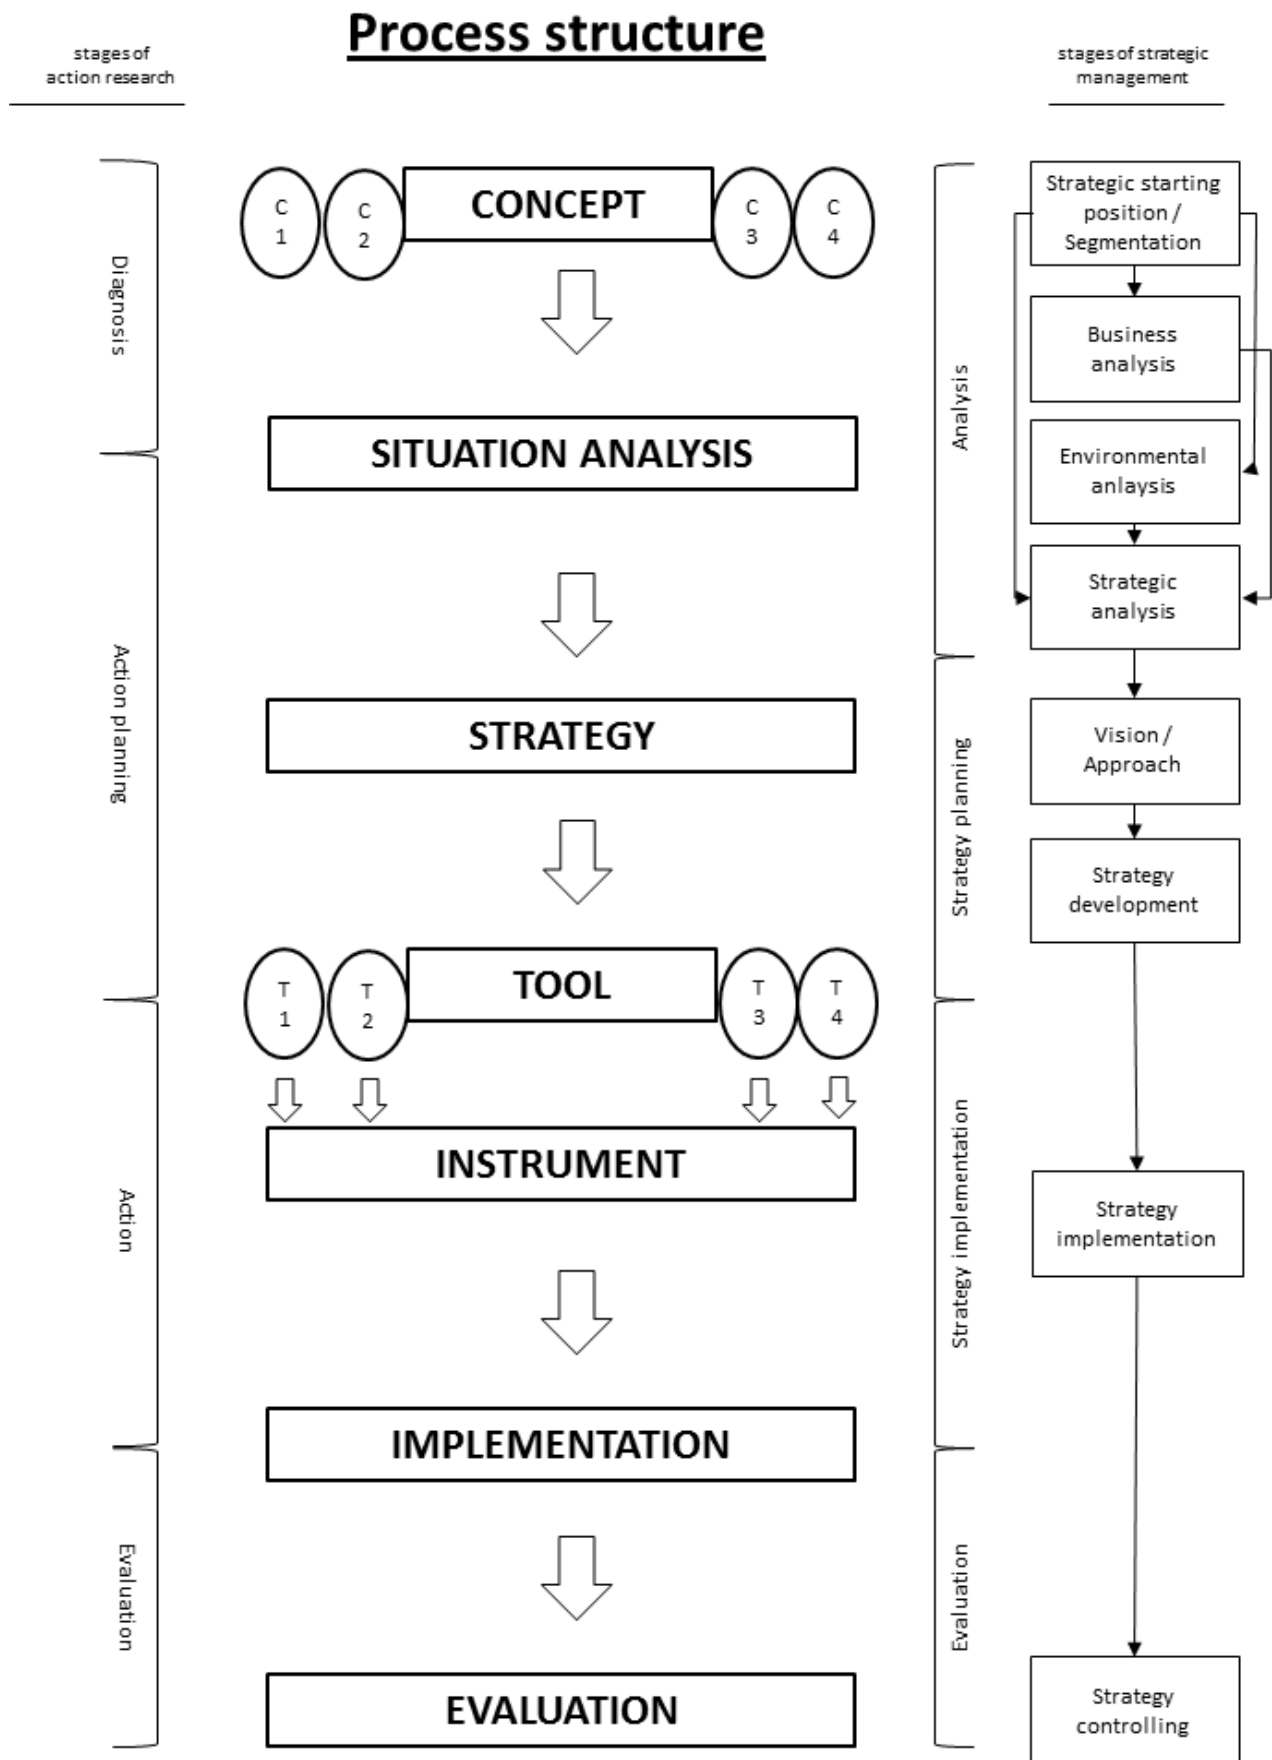 Process structure
stages of
action research
stages of strategic
management
Diagnosis
Action planning
Action
Evaluation
C
1
C
2
CONCEPT
C
3
C
4
SITUATION ANALYSIS
STRATEGY
T
1
T
2
TOOL
T
3
T
4
INSTRUMENT
IMPLEMENTATION
EVALUATION
Analysis
Strategy planning
Strategy implementation
Evaluation
Strategic starting
position /
Segmentation
Business
analysis
Environmental
anlaysis
Strategic
analysis
Vision /
Approach
Strategy
development
Strategy
implementation
Strategy
controlling